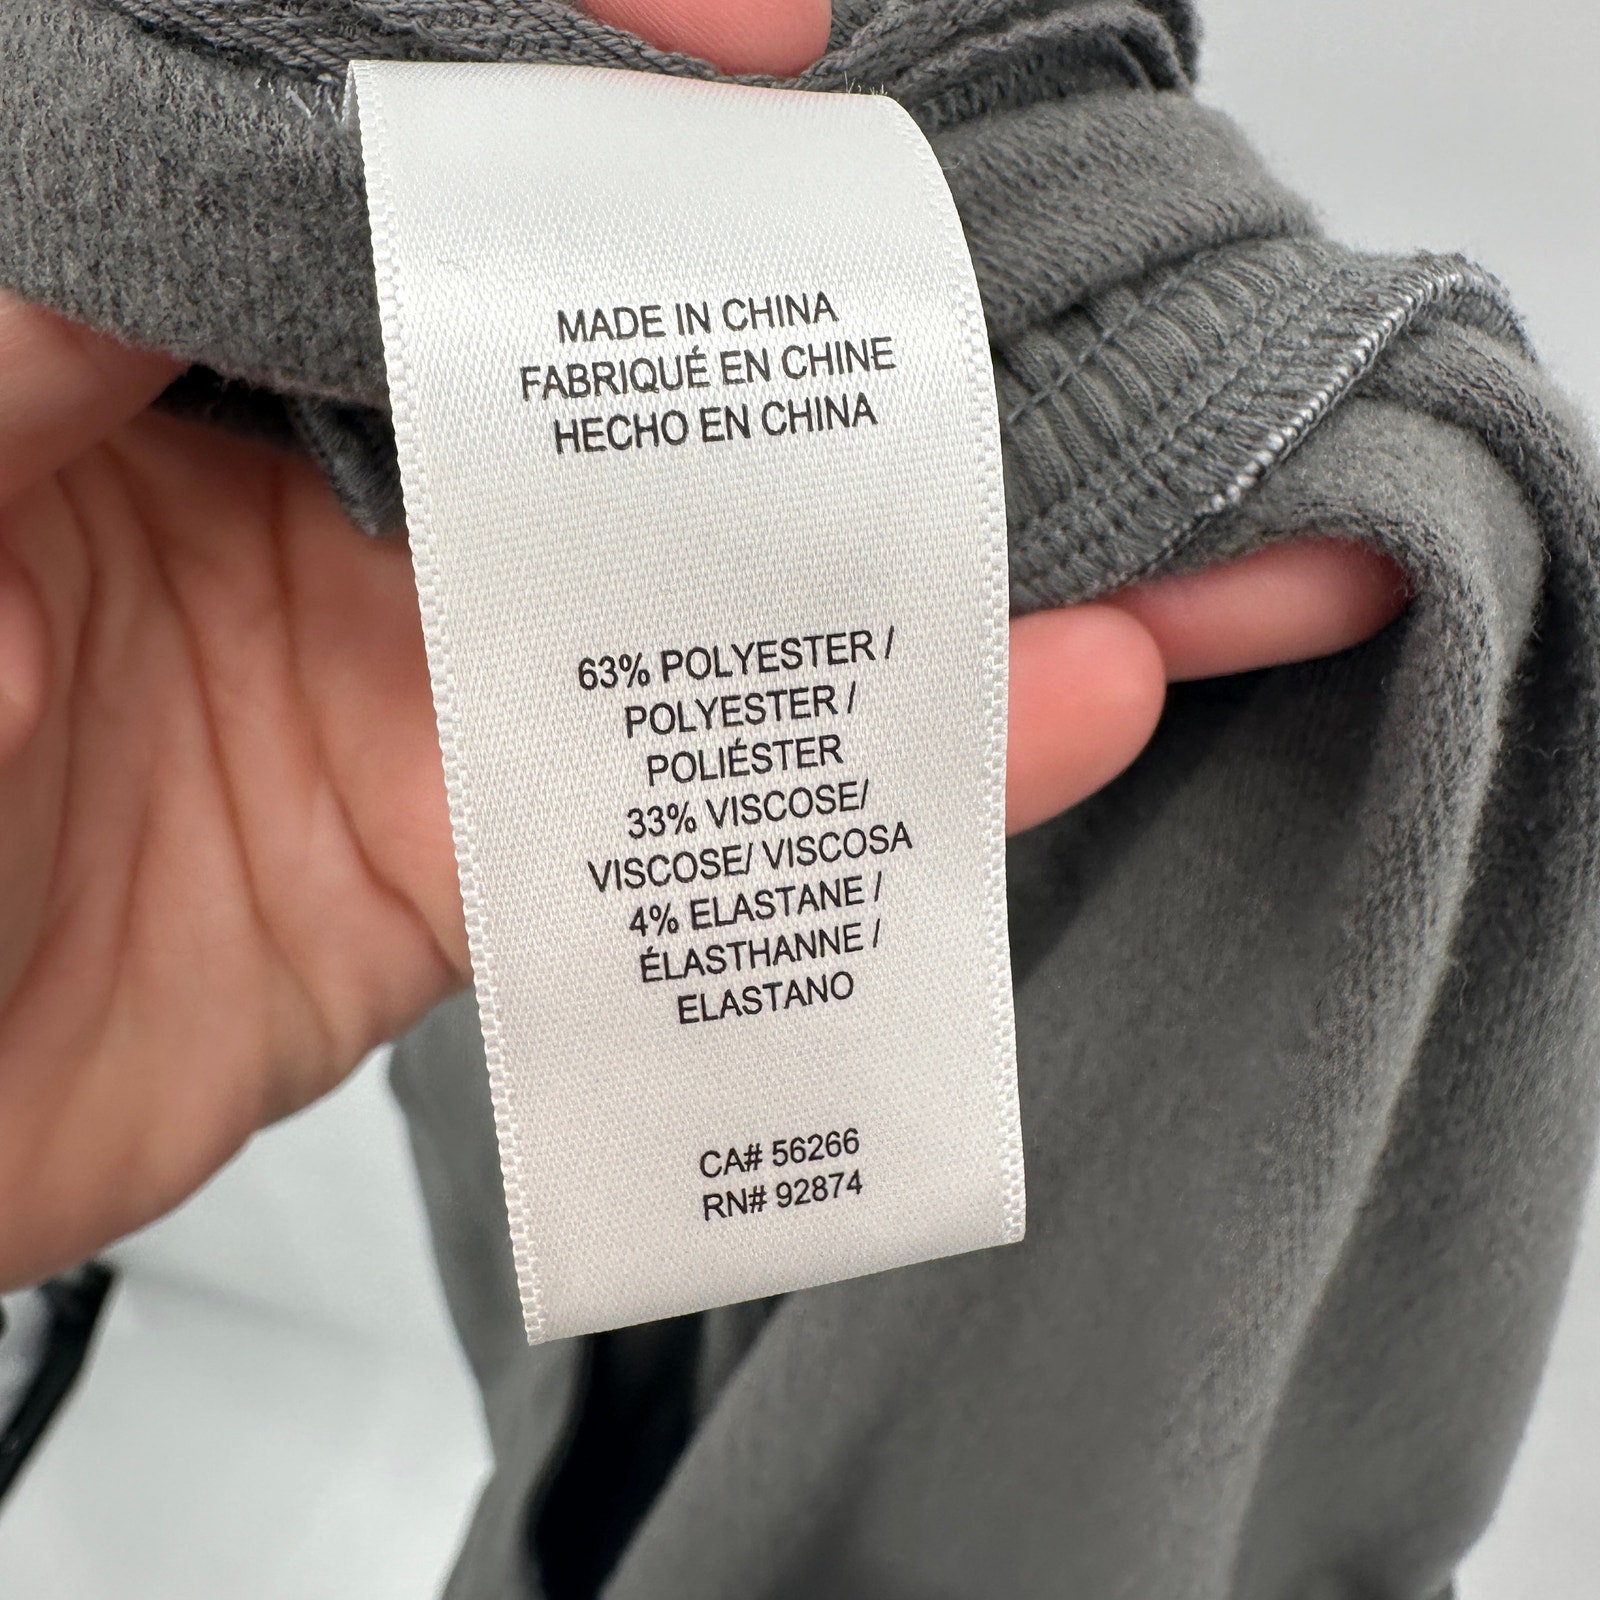 MADE IN CHINA
FABRIQUÉ EN CHINE
HECHO EN CHINA
63% POLYESTER /
POLYESTER /
POLIÉSTER
33% VISCOSE/
VISCOSE/ VISCOSA
4% ELASTANE /
ÉLASTHANNE /
ELASTANO
CA# 56266
RN# 92874